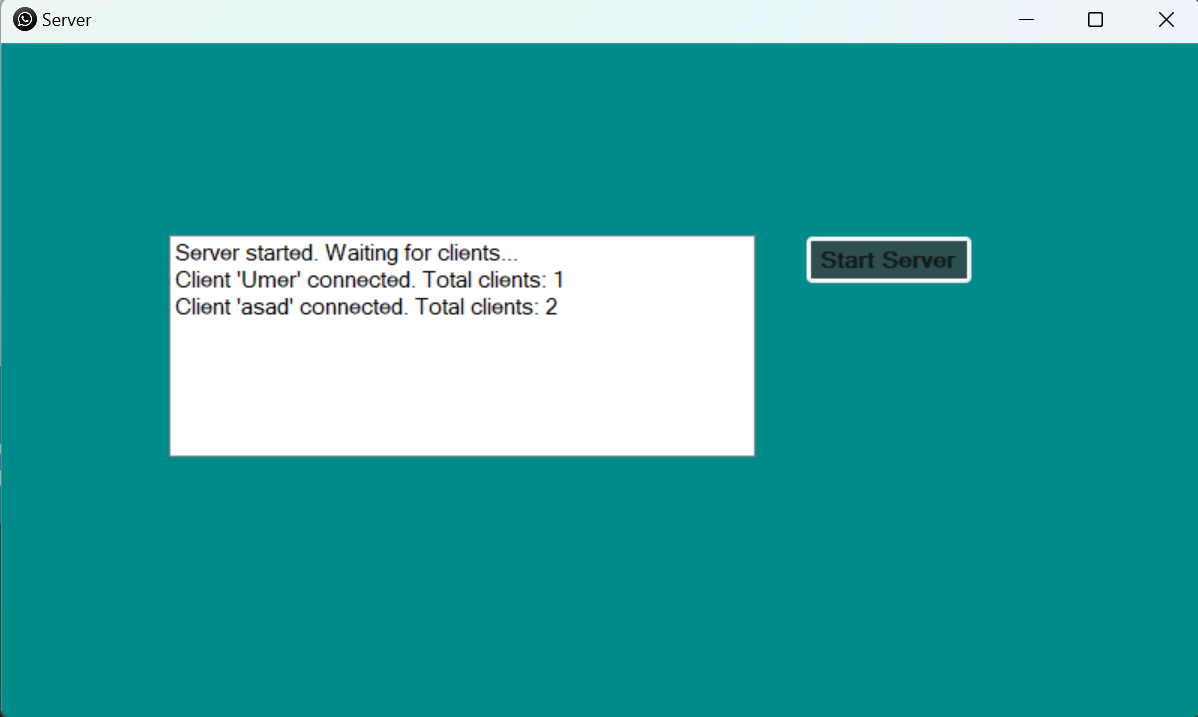 Server
Server started. Waiting for clients...
Client 'Umer' connected. Total clients: 1
Client 'asad' connected. Total clients: 2
Start Server